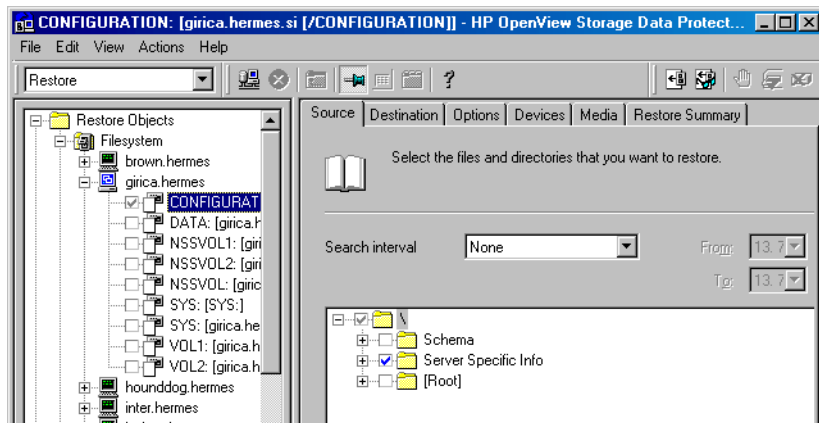 CONFIGURATION: [girica.hermes.si [/CONFIGURATION]] - HP OpenView Storage Data Protect...
File Edit View Actions Help
Restore
Restore Objects
Filesystem
brown.hermes
girica.hermes
CONFIGURAT
DATA: [girica.h
NSSVOL1: [giri
NSSVOL2: [giri
NSSVOL: [giric
SYS: [SYS:]
SYS: [girica.he
VOL1: [girica.h
VOL2: [girica.h
hounddog.hermes
inter.hermes
Source Destination Options Devices Media Restore Summary
Select the files and directories that you want to restore.
Search interval None From: 13. 7
To: 13. 7
\
Schema
Server Specific Info
[Root]